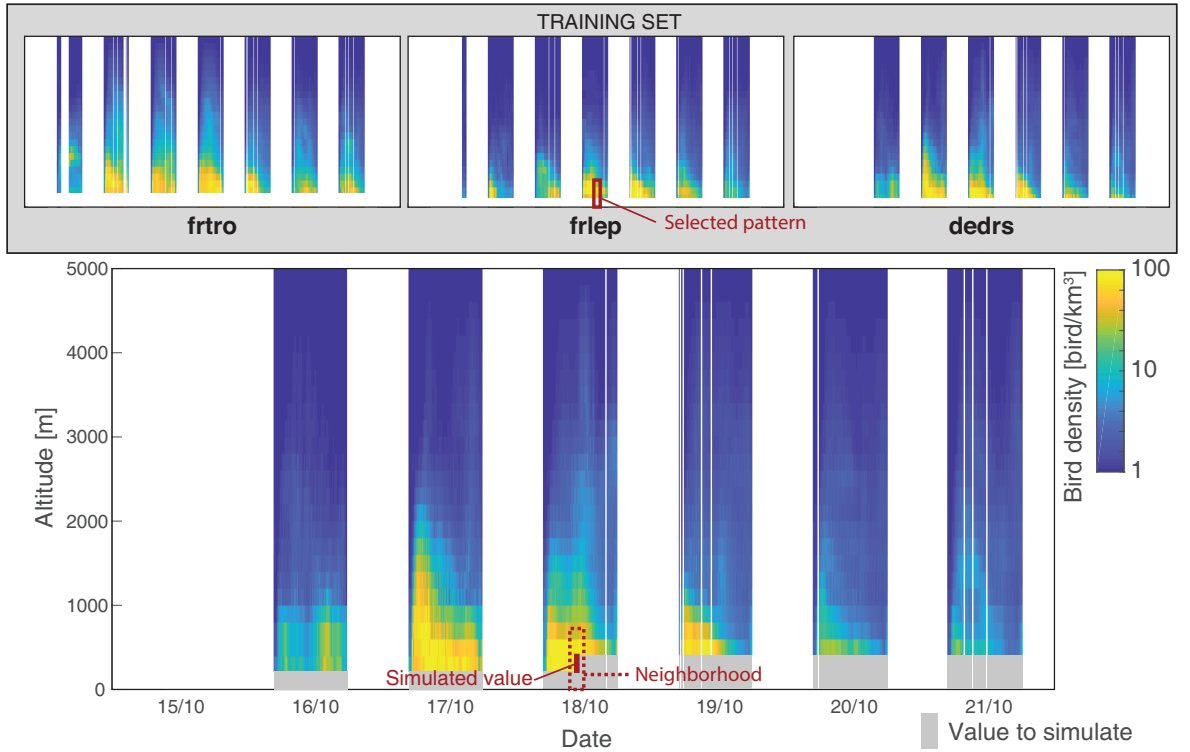 TRAINING SET
frtro
frlep
dedrs
Selected pattern
5000
4000
3000
2000
1000
0
Altitude [m]
Simulated value
Neighborhood
15/10
16/10
17/10
18/10
19/10
20/10
21/10
Date
Value to simulate
100
10
1
Bird density [bird/km³]